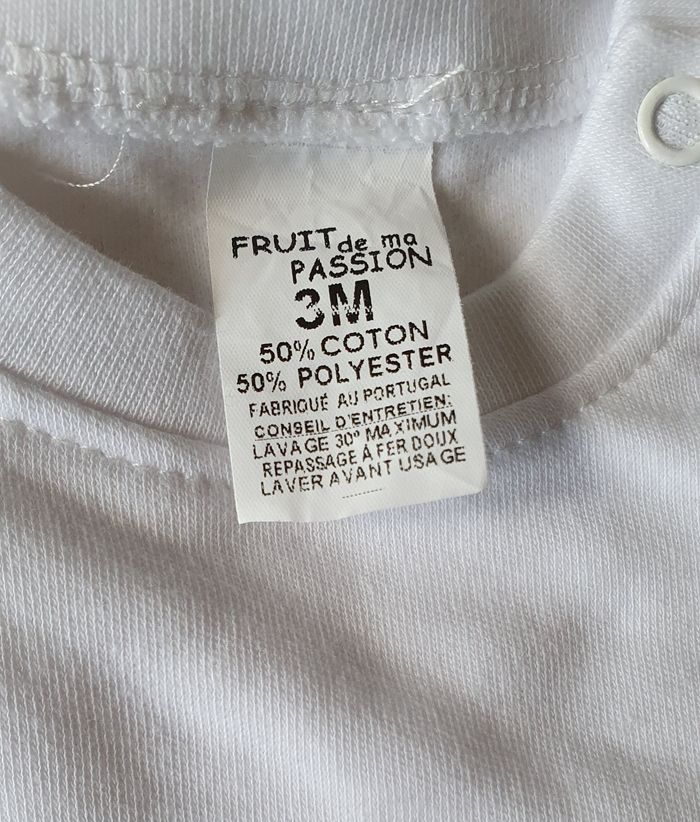 FRUIT de ma
PASSION
3M
50% COTON
50% POLYESTER
FABRIQUÉ AU PORTUGAL
CONSEIL D'ENTRETIEN:
LAVAGE 30° MAXIMUM
REPASSAGE À FER DOUX
LAVER AVANT USAGE